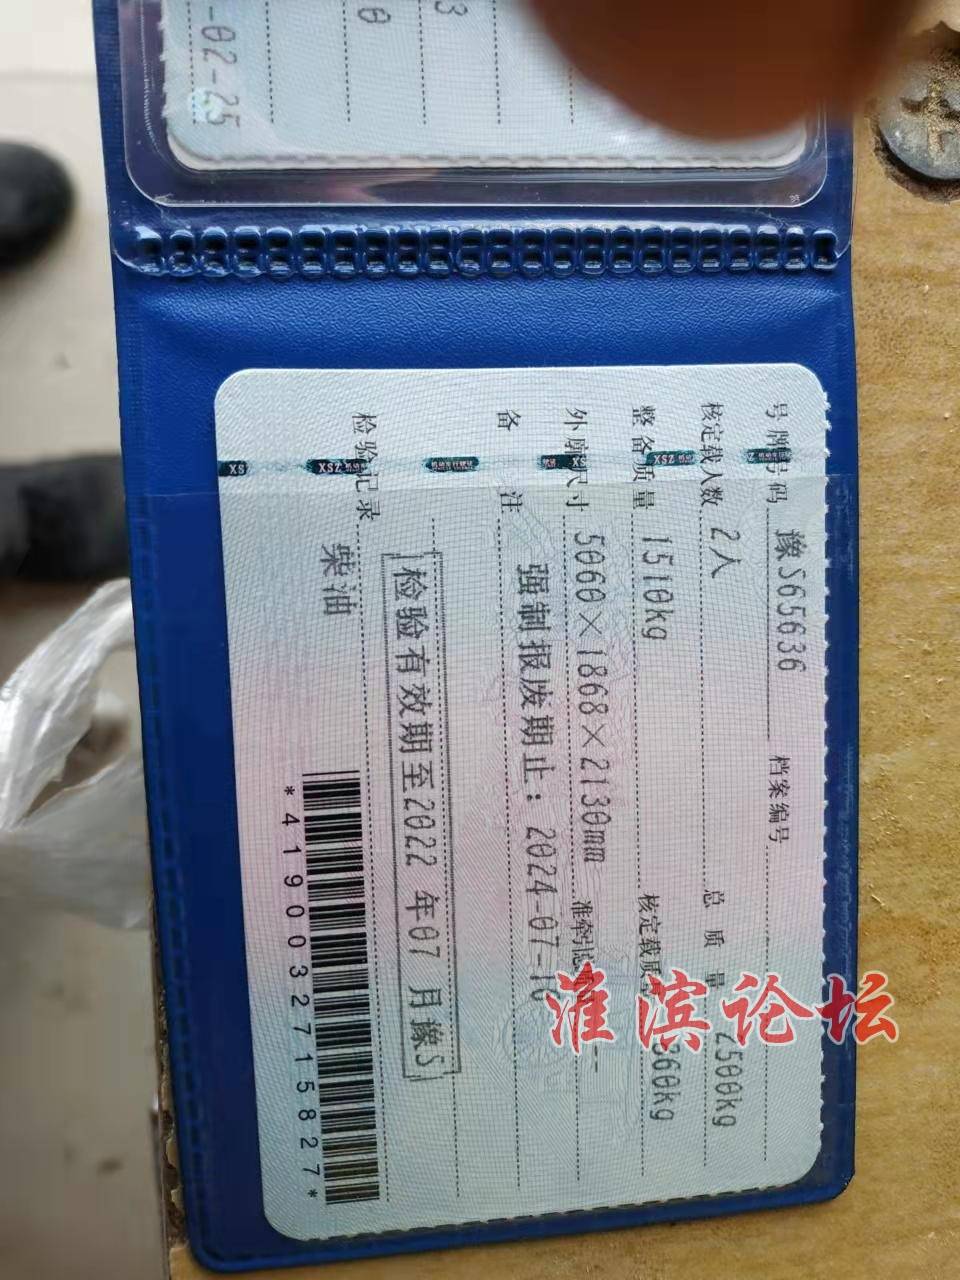 3
0
-02-25
号牌号码 豫S65636 档案编号
核定载人数 2人 总质量 2500kg
整备质量 1510kg 核定载质量 860kg
外廓尺寸 5060×1868×2130mm 准牵引总 --
备注 强制报废期止：2024-07-16
检验有效期至2022年07月豫S
检验记录
柴油
*4190032715827*
淮滨论坛